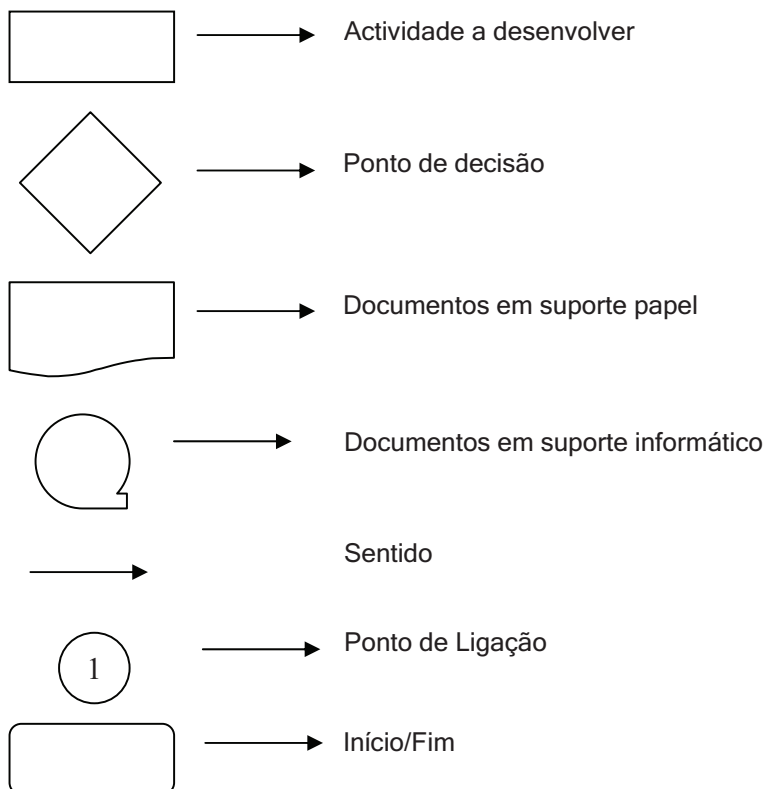 Actividade a desenvolver
Ponto de decisão
Documentos em suporte papel
Documentos em suporte informático
Sentido
1
Ponto de Ligação
Início/Fim